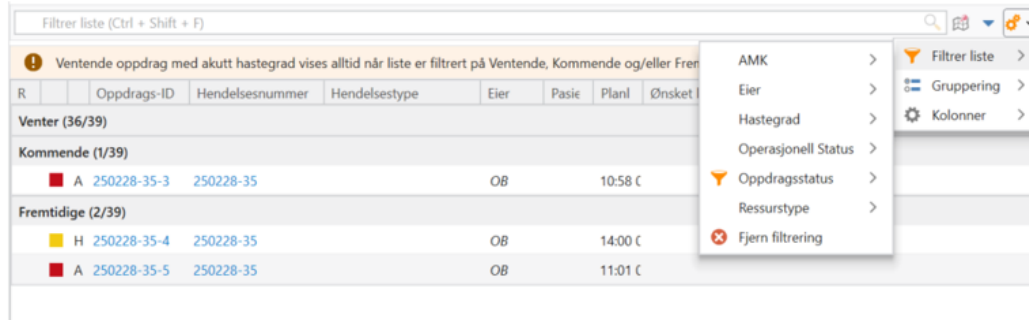 Filtrer liste (Ctrl + Shift + F)
Ventende oppdrag med akutt hastegrad vises alltid når liste er filtrert på Ventende, Kommende og/eller
R Oppdrags-ID Hendelsesnummer Hendelsestype Eier Ønsket
Venter (36/39)
Kommende (1/39)
A 250228-35-3 250228-35 OB 10:58
Fremtidige (2/39)
H 250228-35-4 250228-35 OB 14:00
A 250228-35-5 250228-35 OB 11:01
AMK
Eier
Hastegrad
Operasjonell Status
Oppdragsstatus
Ressurstype
Fjern filtrering
Filtrer liste
Gruppering
Kolonner